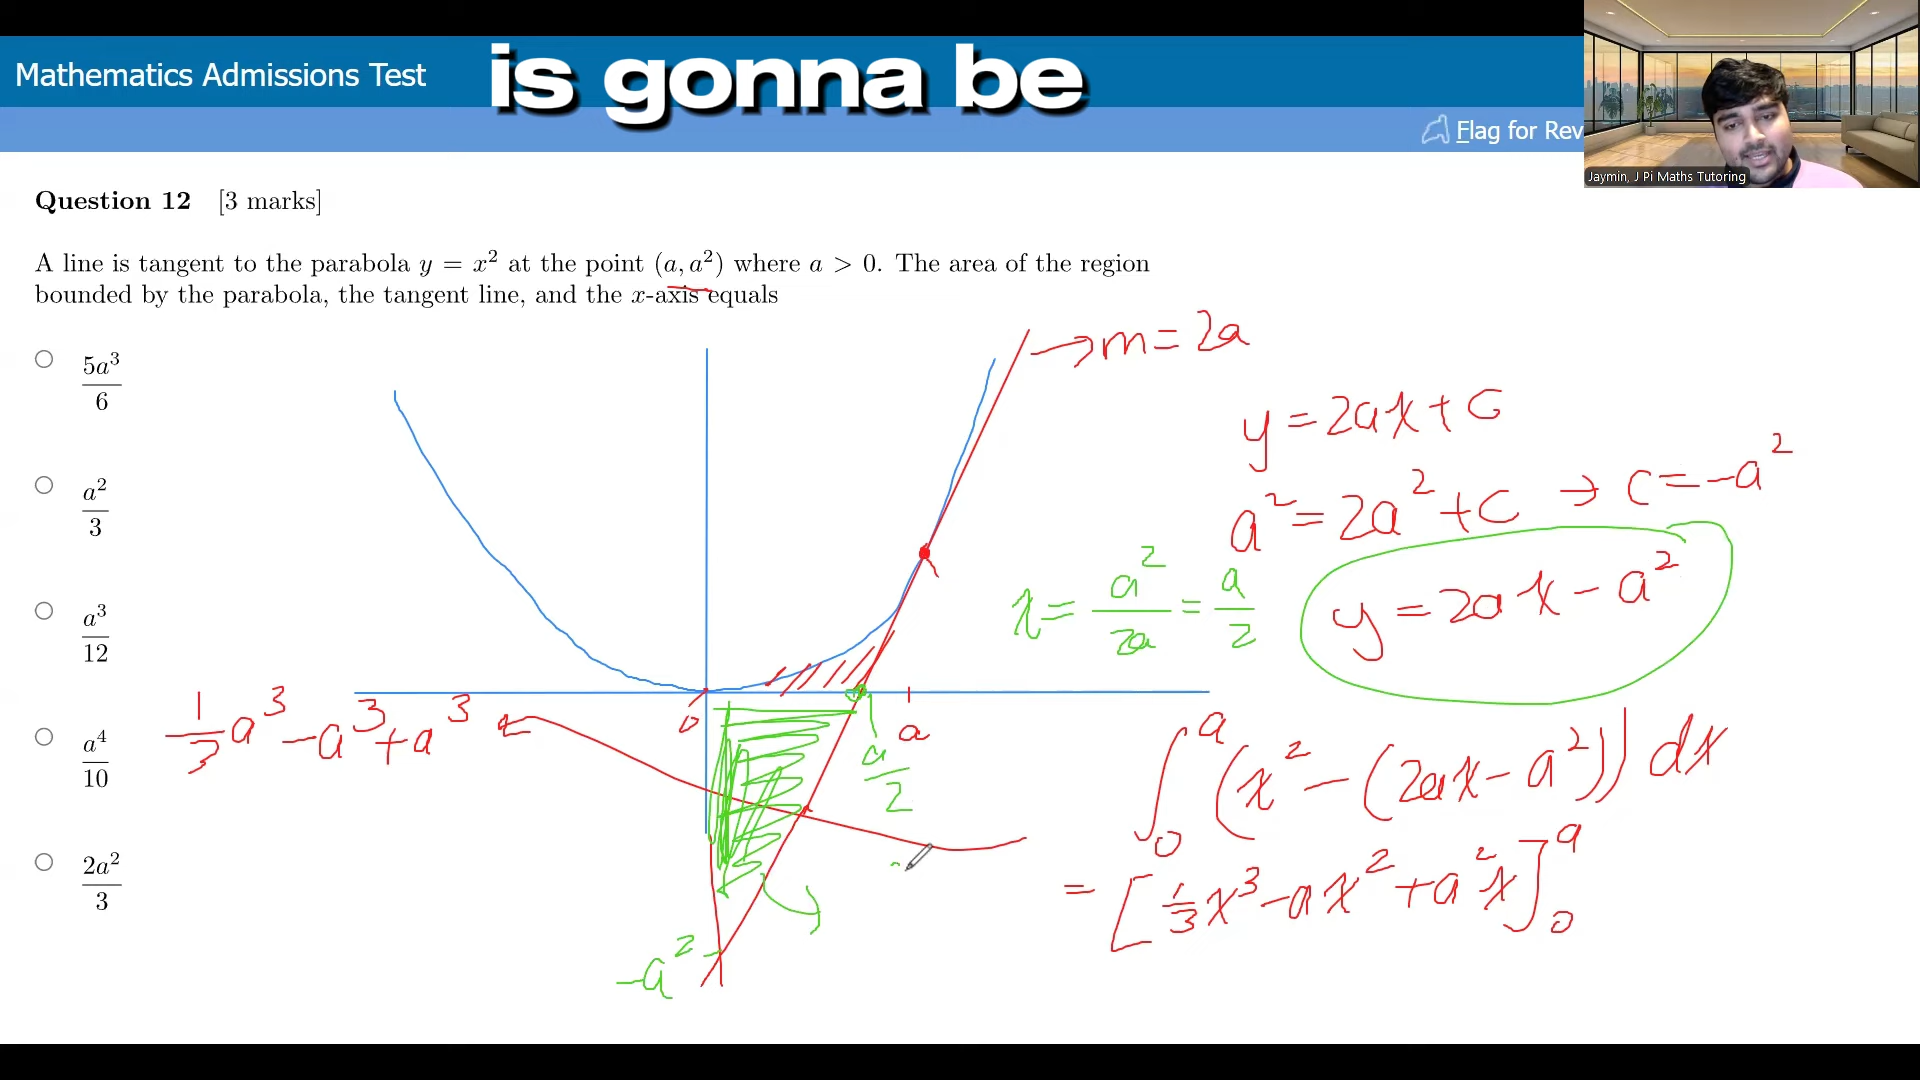 Mathematics Admissions Test
is gonna be
Flag for Rev
Jaymin, J Pi Maths Tutoring
Question 12 [3 marks]
A line is tangent to the parabola y = x² at the point (a, a²) where a > 0. The area of the region
bounded by the parabola, the tangent line, and the x-axis equals
5a³/6
a²/3
a³/12
a⁴/10
2a²/3
→ m = 2a
y = 2ax + c
a² = 2a² + c → c = -a²
y = 2ax - a²
x = a²/2a = a/2
0
a
a/2
-a²
∫₀ᵃ (x² - (2ax - a²)) dx
= [1/3x³ - ax² + a²x]₀ᵃ
1/3a³ - a³ + a³